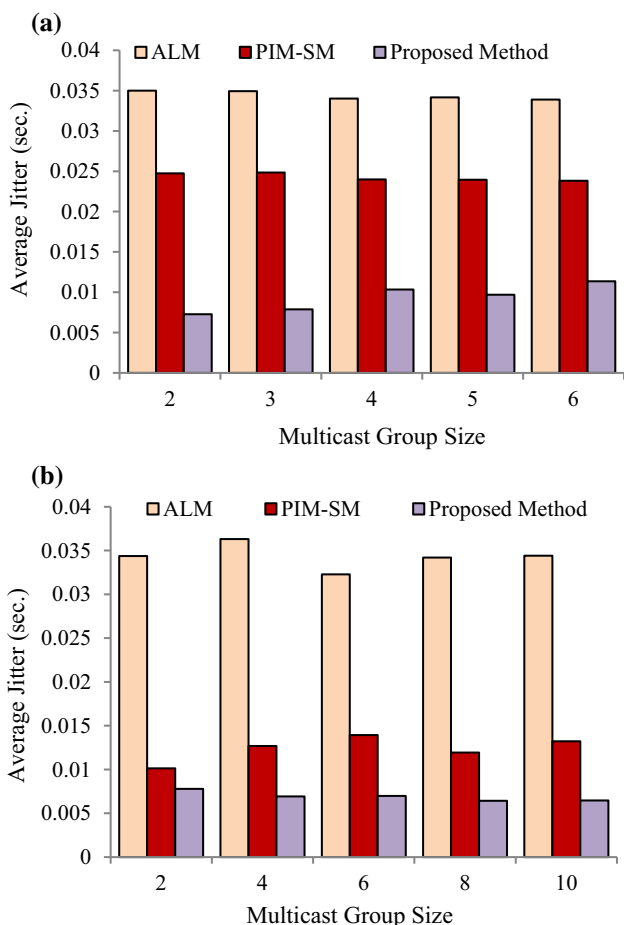 (a)
0.04
ALM PIM-SM Proposed Method
0.035
0.03
0.025
0.02
0.015
0.01
0.005
0
Average Jitter (sec.)
2 3 4 5 6
Multicast Group Size
(b)
0.04
ALM PIM-SM Proposed Method
0.035
0.03
0.025
0.02
0.015
0.01
0.005
0
Average Jitter (sec.)
2 4 6 8 10
Multicast Group Size